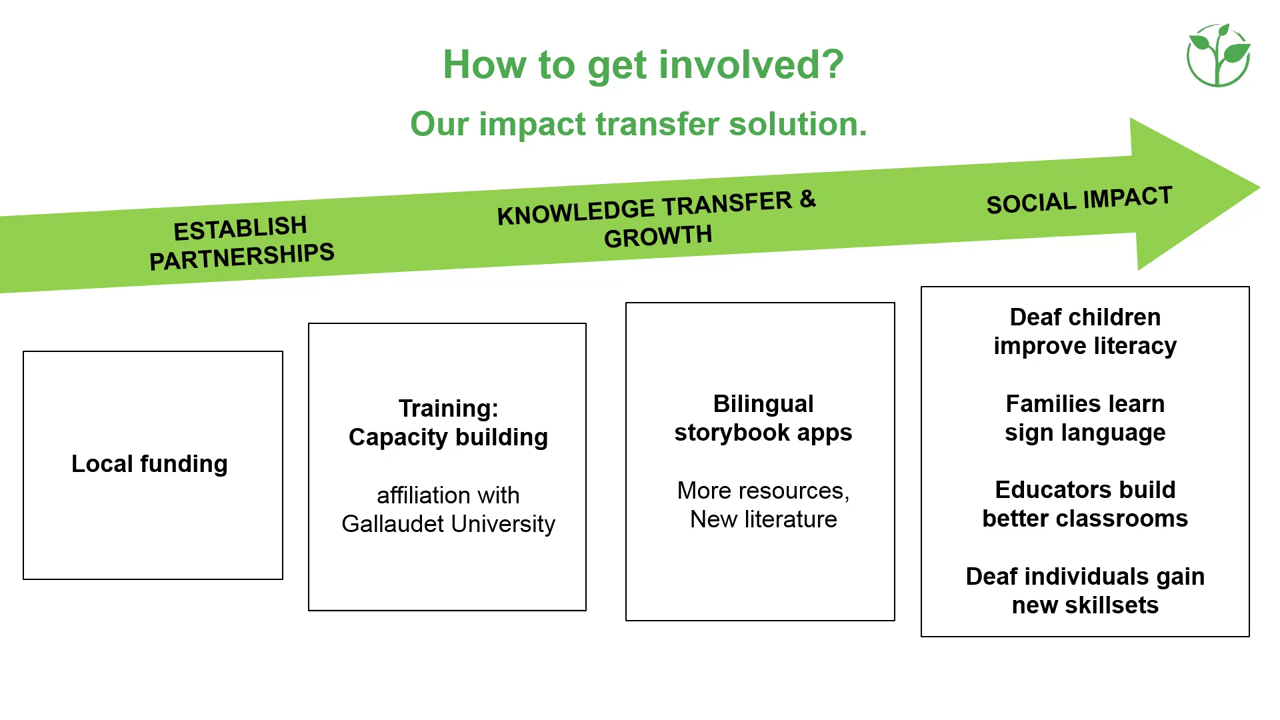 How to get involved?
Our impact transfer solution.
ESTABLISH
PARTNERSHIPS
KNOWLEDGE TRANSFER &
GROWTH
SOCIAL IMPACT
Local funding
Training:
Capacity building
affiliation with
Gallaudet University
Bilingual
storybook apps
More resources,
New literature
Deaf children
improve literacy
Families learn
sign language
Educators build
better classrooms
Deaf individuals gain
new skillsets